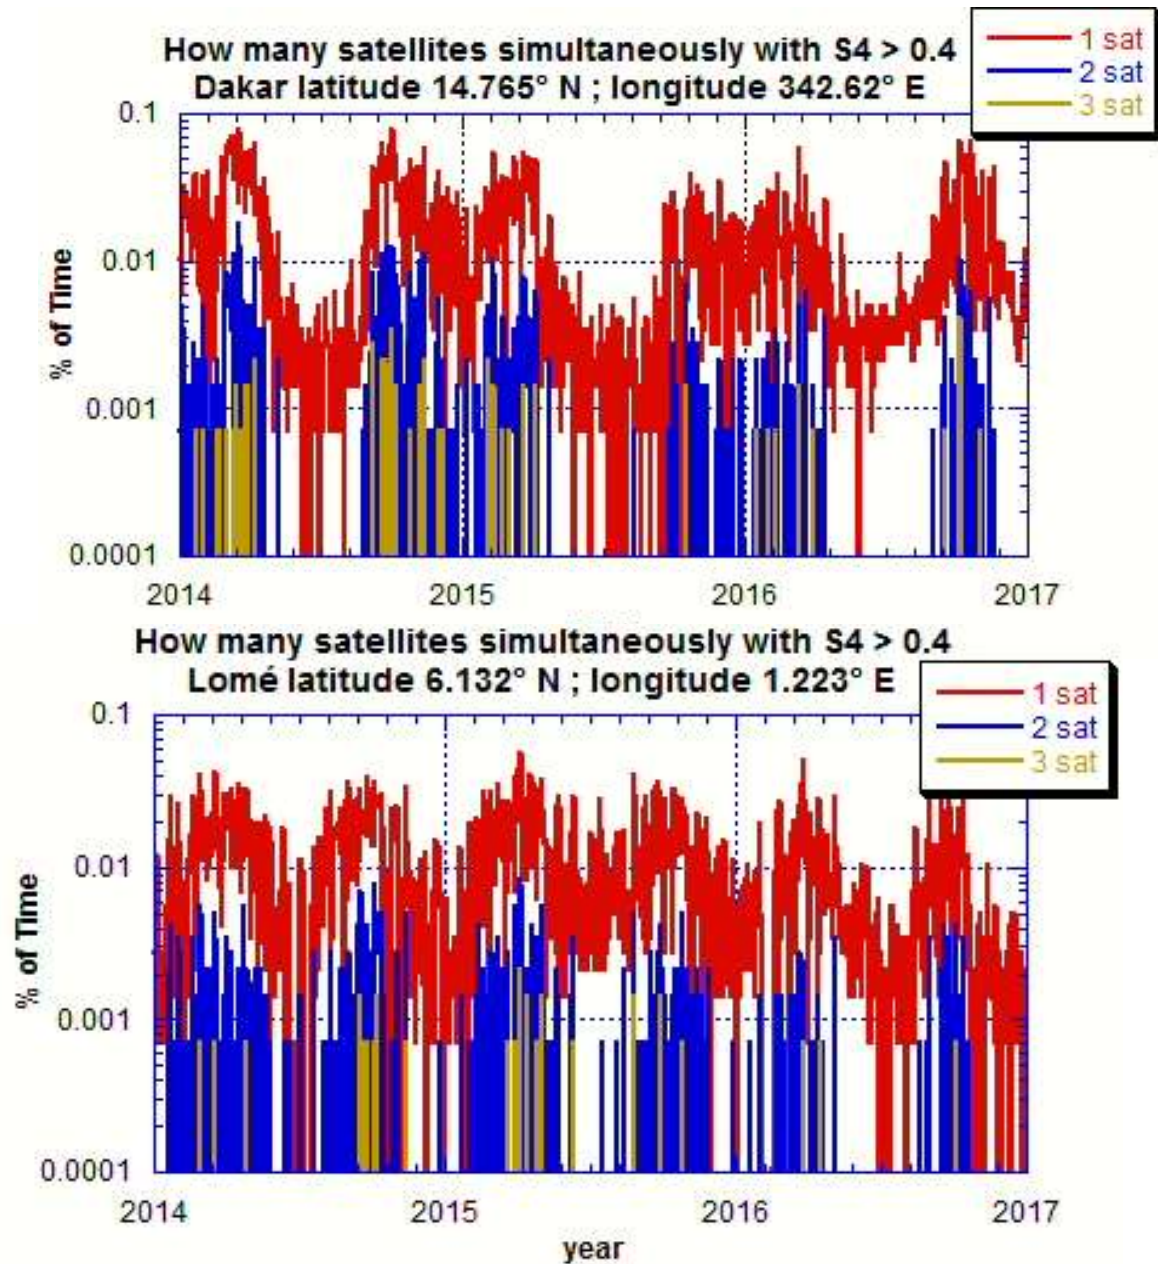 How many satellites simultaneously with S4 > 0.4
Dakar latitude 14.765° N ; longitude 342.62° E
1 sat
2 sat
3 sat
% of Time
0.1
0.01
0.001
0.0001
2014 2015 2016 2017
How many satellites simultaneously with S4 > 0.4
Lomé latitude 6.132° N ; longitude 1.223° E
1 sat
2 sat
3 sat
% of Time
0.1
0.01
0.001
0.0001
2014 2015 2016 2017
year